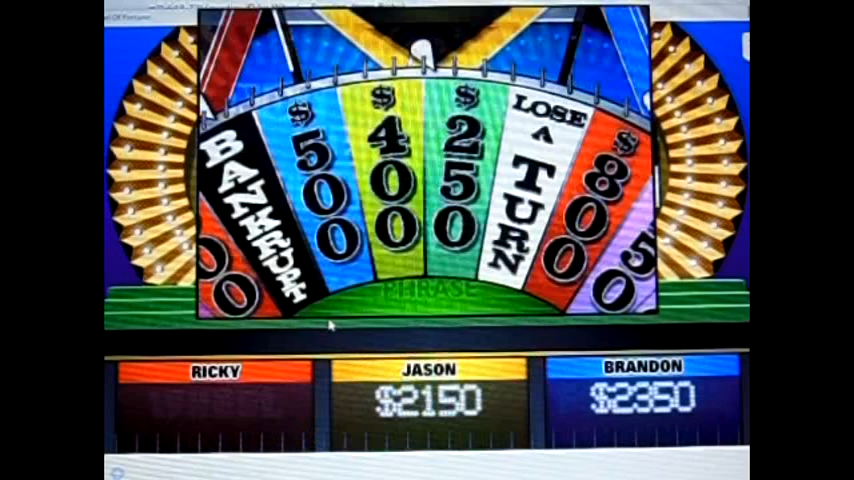 BANKRUPT
$500
$400
$250
LOSE
A
TURN
$800
PHRASE
RICKY
JASON
BRANDON
$2150
$2350